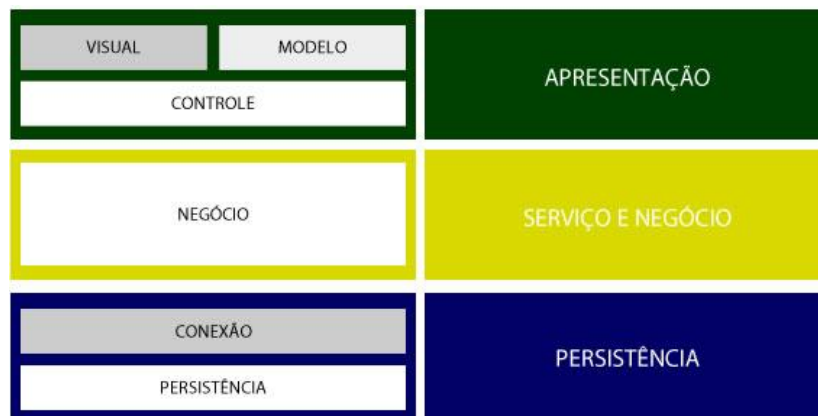 VISUAL
MODELO
CONTROLE
APRESENTAÇÃO
NEGÓCIO
SERVIÇO E NEGÓCIO
CONEXÃO
PERSISTÊNCIA
PERSISTÊNCIA